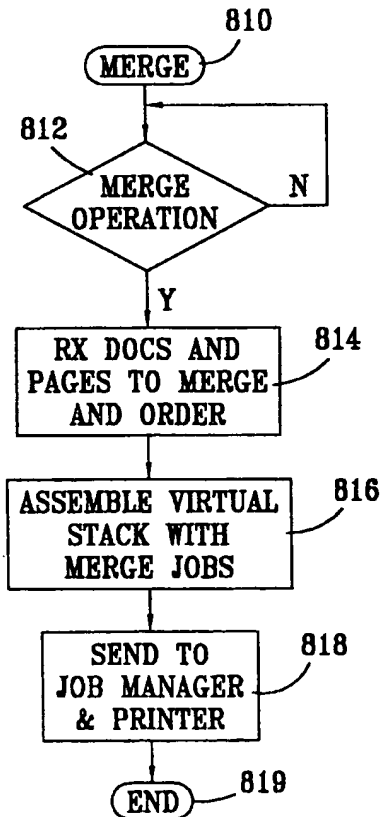 810
MERGE
812
MERGE
OPERATION
N
Y
RX DOCS AND
PAGES TO MERGE
AND ORDER
814
ASSEMBLE VIRTUAL
STACK WITH
MERGE JOBS
816
SEND TO
JOB MANAGER
& PRINTER
818
END
819